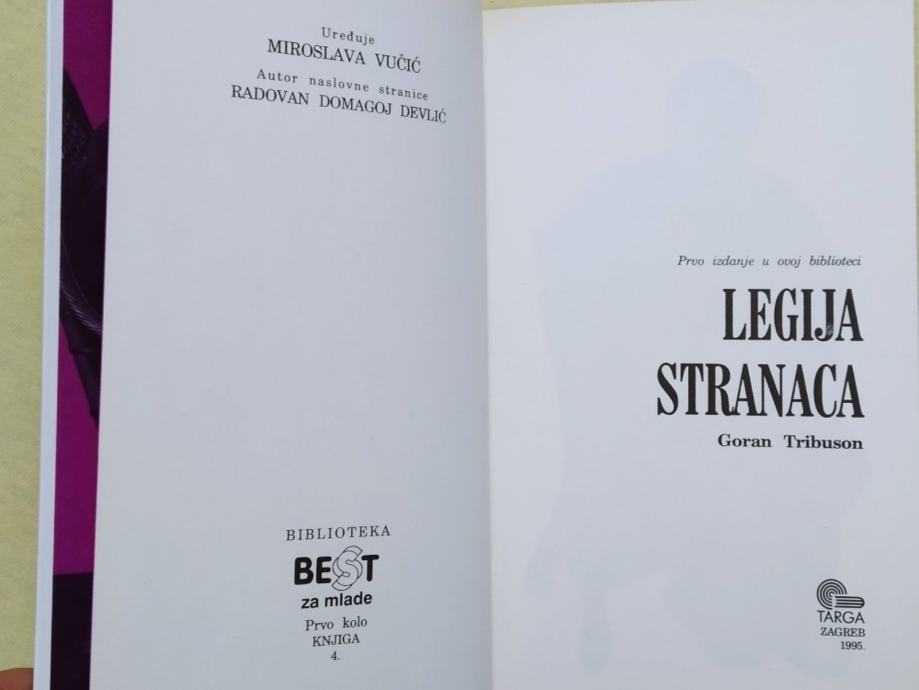 Uređuje
MIROSLAVA VUČIĆ
Autor naslovne stranice
RADOVAN DOMAGOJ DEVLIĆ
BIBLIOTEKA
BEST
za mlade
Prvo kolo
KNJIGA
4.
Prvo izdanje u ovoj biblioteci
LEGIJA
STRANACA
Goran Tribuson
TARGA
ZAGREB
1995.